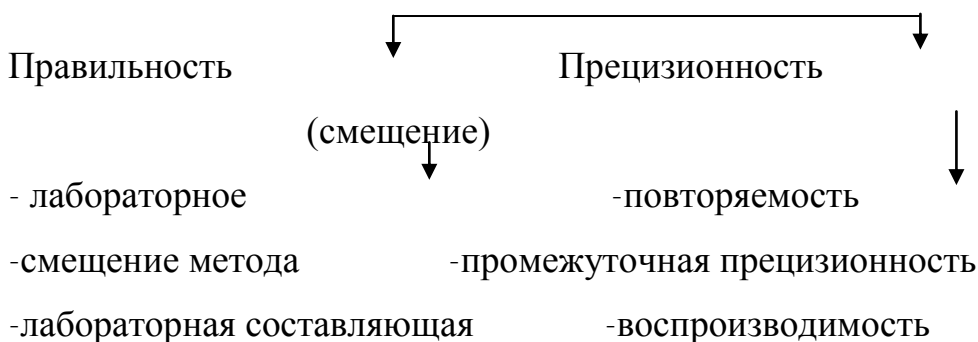 Правильность Прецизионность
(смещение)
- лабораторное -повторяемость
-смещение метода -промежуточная прецизионность
-лабораторная составляющая -воспроизводимость